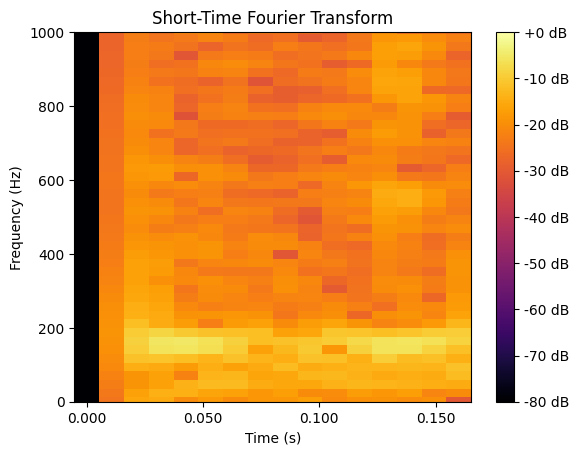 Short-Time Fourier Transform
1000
800
600
400
200
0
Frequency (Hz)
0.000
0.050
0.100
0.150
Time (s)
+0 dB
-10 dB
-20 dB
-30 dB
-40 dB
-50 dB
-60 dB
-70 dB
-80 dB